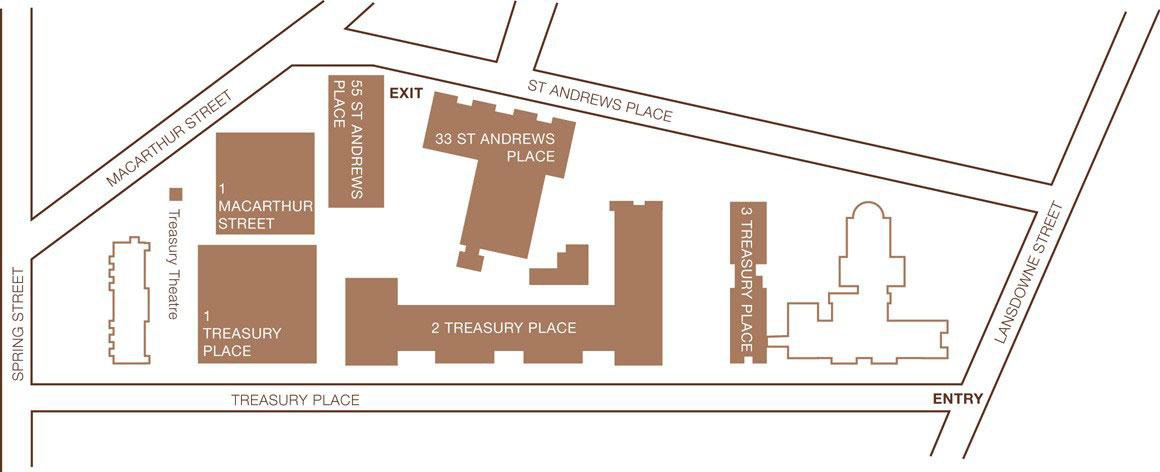 55 ST ANDREWS
PLACE
EXIT
ST ANDREWS PLACE
MACARTHUR STREET
33 ST ANDREWS
PLACE
1
MACARTHUR
STREET
Treasury Theatre
3 TREASURY PLACE
LANSDOWNE STREET
SPRING STREET
1
TREASURY
PLACE
2 TREASURY PLACE
TREASURY PLACE
ENTRY